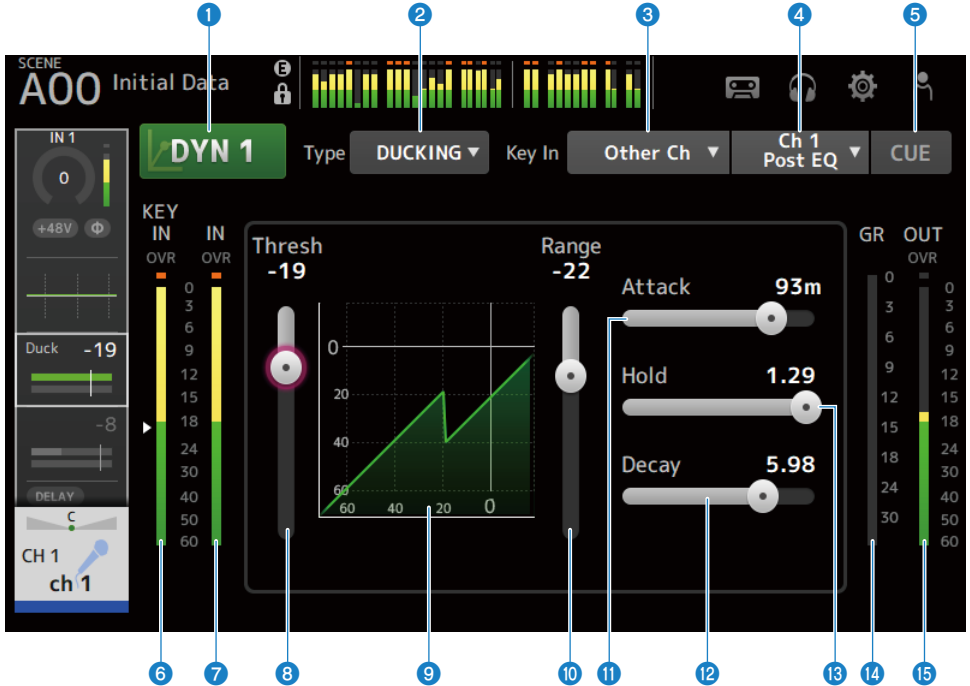 1 2 3 4 5
SCENE
A00 Initial Data E
IN 1
0
+48V Φ
Duck -19
-8
DELAY
C
CH 1
ch 1
DYN 1 Type DUCKING ▼ Key In Other Ch ▼ Ch 1 Post EQ ▼ CUE
KEY
IN IN
OVR OVR
0
3
6
9
12
15
18
24
30
40
50
60
Thresh
-19
0
20
40
60
60 40 20 0
Range
-22
Attack 93m
Hold 1.29
Decay 5.98
GR OUT
OVR
0
3
6
9
12
15
18
24
30
0
3
6
9
12
15
18
24
30
40
50
60
11 13
6 7 8 9 10 12 14 15